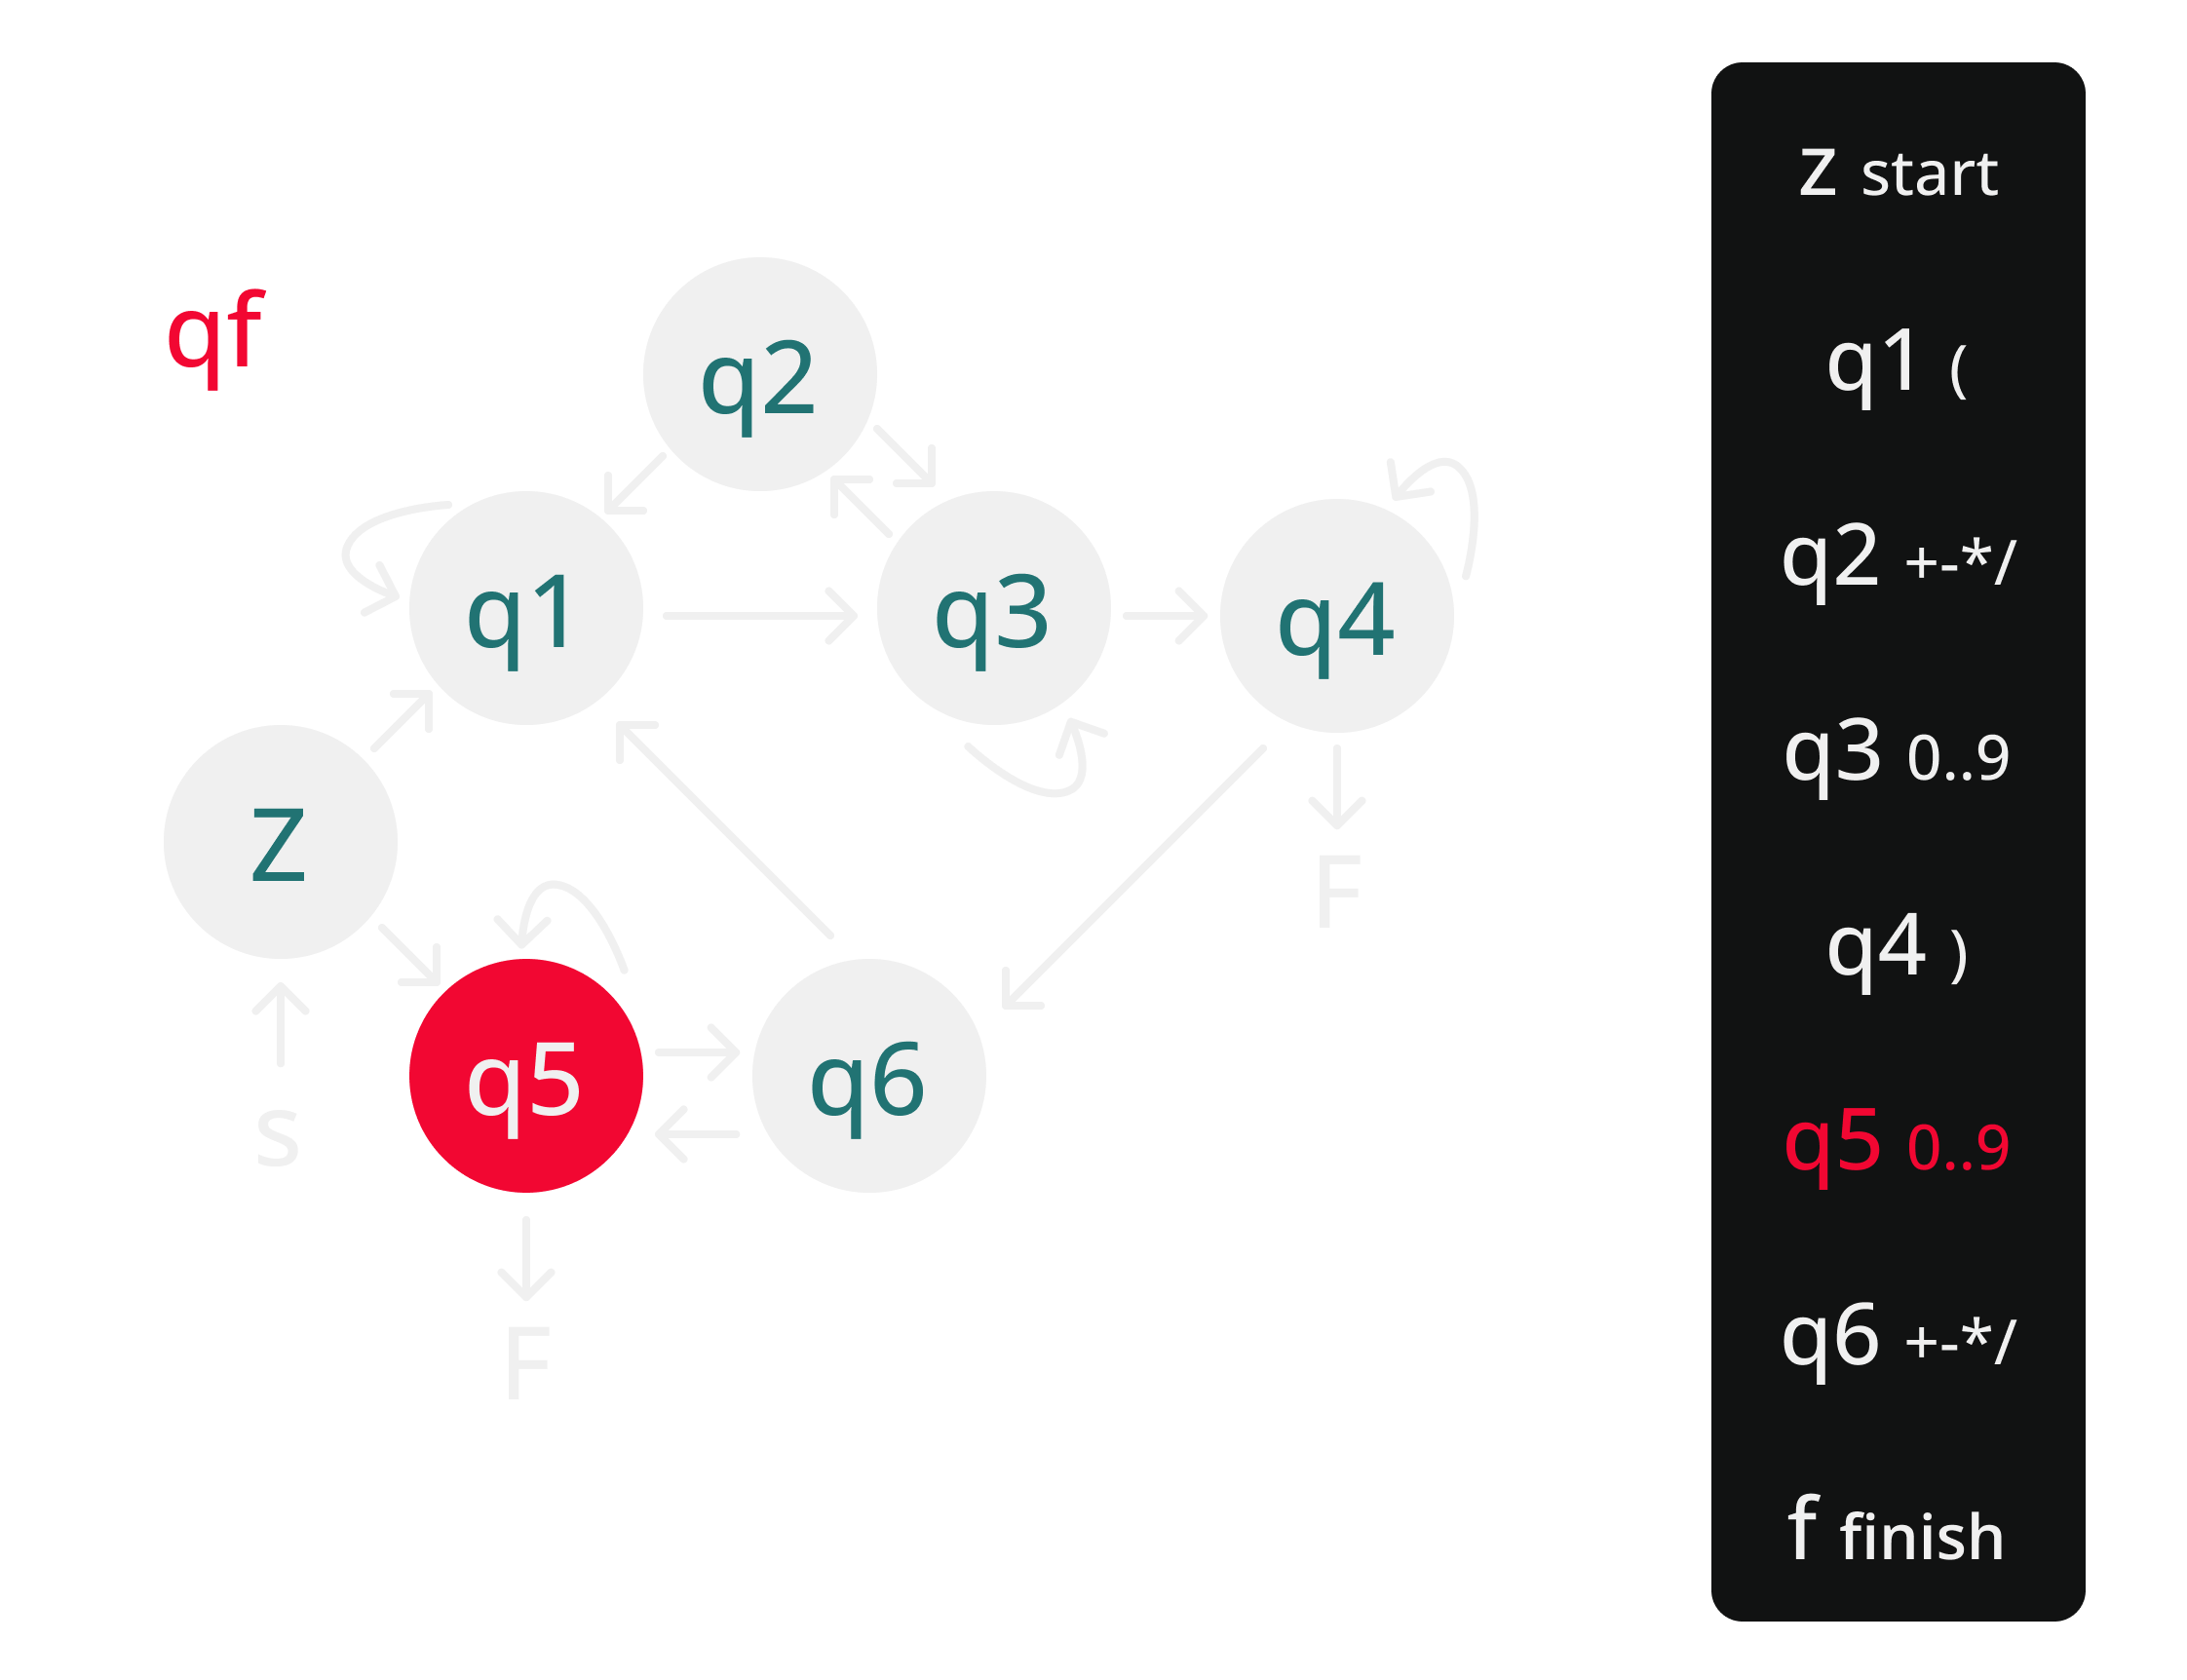 qf
q2
q1
q3
q4
Z
F
q5
q6
s
F
Z start
q1 (
q2 +-*/
q3 0..9
q4 )
q5 0..9
q6 +-*/
f finish